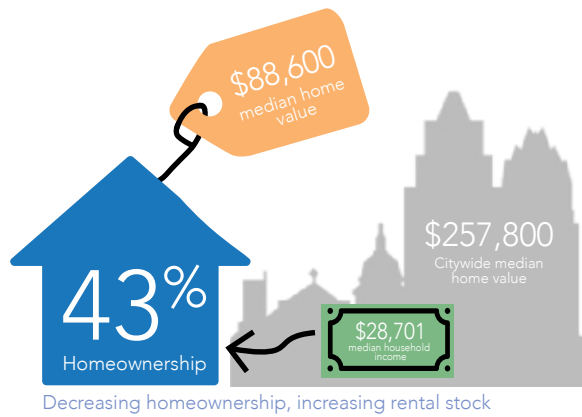 $88,600
median home
value
$257,800
Citywide median
home value
43%
Homeownership
$28,701
median household
income
Decreasing homeownership, increasing rental stock